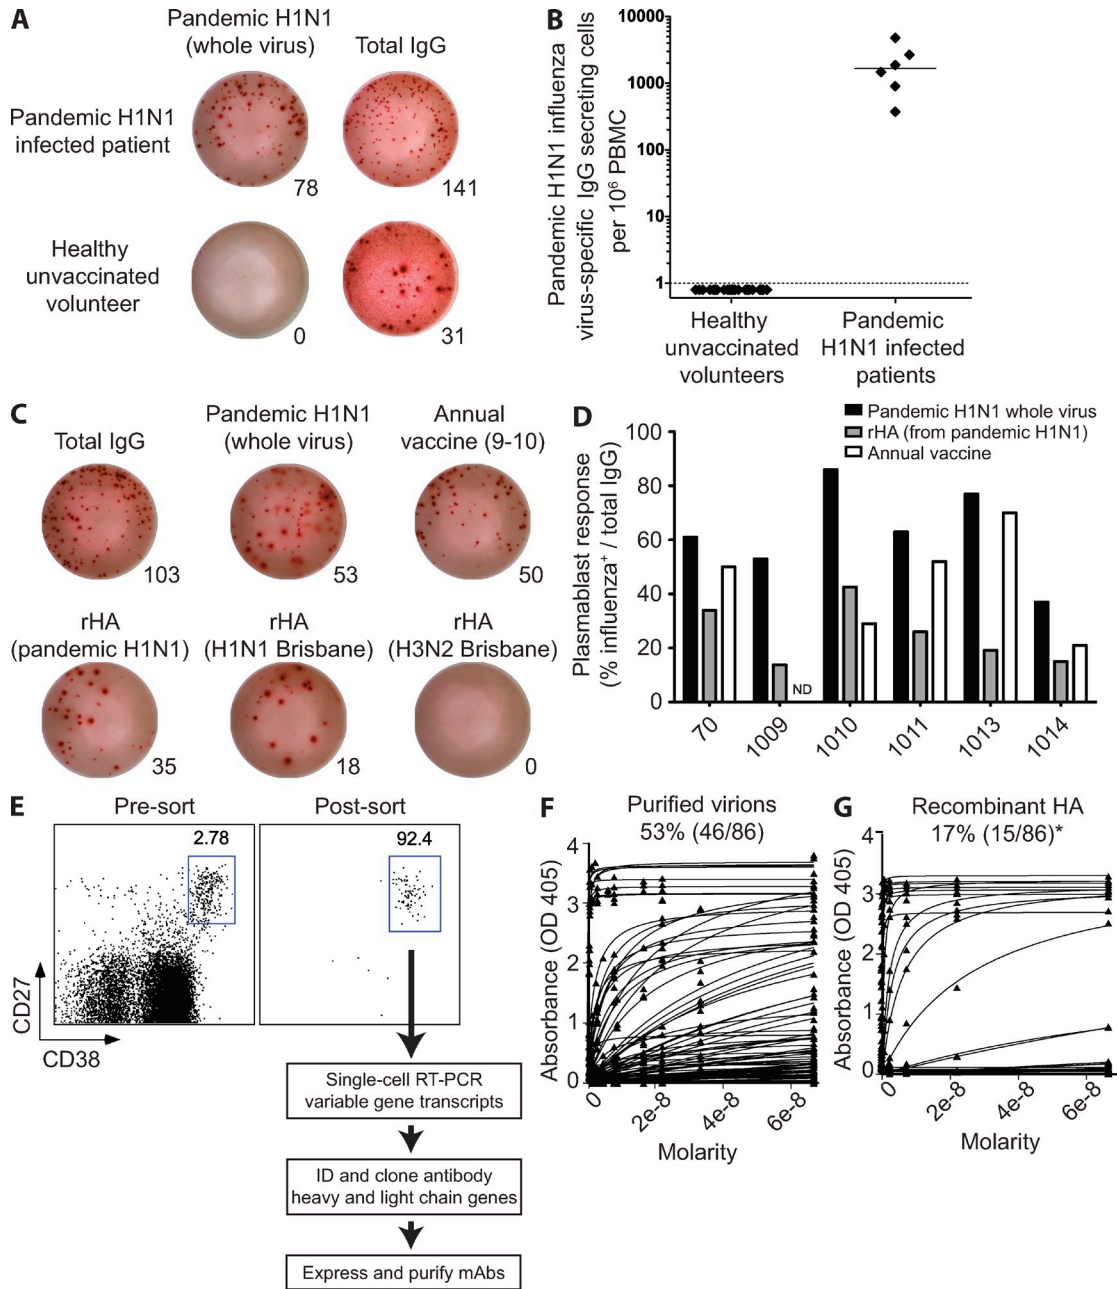 A
Pandemic H1N1
(whole virus)
Total IgG
Pandemic H1N1
infected patient
78
141
Healthy
unvaccinated
volunteer
0
31
B
Pandemic H1N1 influenza
virus-specific IgG secreting cells
per 10⁶ PBMC
10000
1000
100
10
1
Healthy
unvaccinated
volunteers
Pandemic
H1N1 infected
patients
C
Total IgG
Pandemic H1N1
(whole virus)
Annual
vaccine (9-10)
103
53
50
rHA
(pandemic H1N1)
rHA
(H1N1 Brisbane)
rHA
(H3N2 Brisbane)
35
18
0
D
Pandemic H1N1 whole virus
rHA (from pandemic H1N1)
Annual vaccine
Plasmablast response
(% influenza⁺ / total IgG)
100
80
60
40
20
0
ND
70
1009
1010
1011
1013
1014
E
Pre-sort
Post-sort
2.78
92.4
CD27
CD38
Single-cell RT-PCR
variable gene transcripts
ID and clone antibody
heavy and light chain genes
Express and purify mAbs
F
Purified virions
53% (46/86)
Absorbance (OD 405)
4
3
2
1
0
0
2e-8
4e-8
6e-8
Molarity
G
Recombinant HA
17% (15/86)*
Absorbance (OD 405)
4
3
2
1
0
0
2e-8
4e-8
6e-8
Molarity